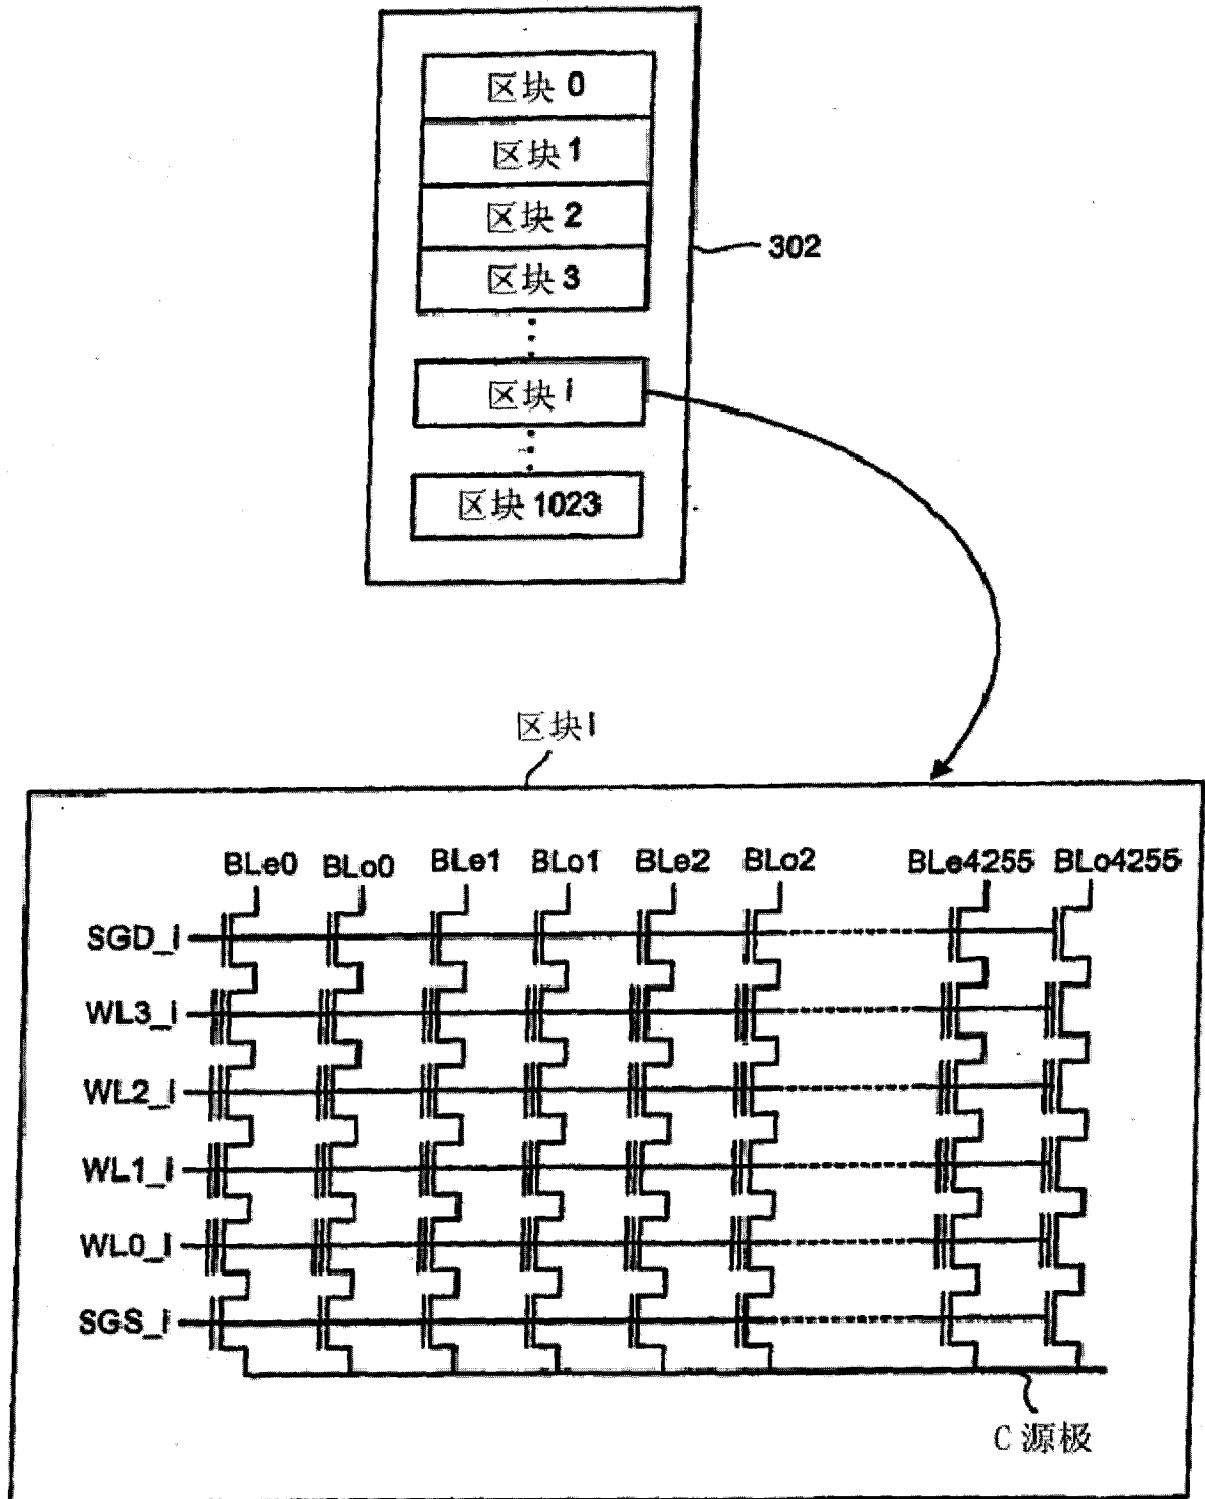 区块 0
区块 1
区块 2
区块 3
302
区块 i
区块 1023
区块 i
BLe0 BLo0 BLe1 BLo1 BLe2 BLo2 BLe4255 BLo4255
SGD_i
WL3_i
WL2_i
WL1_i
WL0_i
SGS_i
C 源极